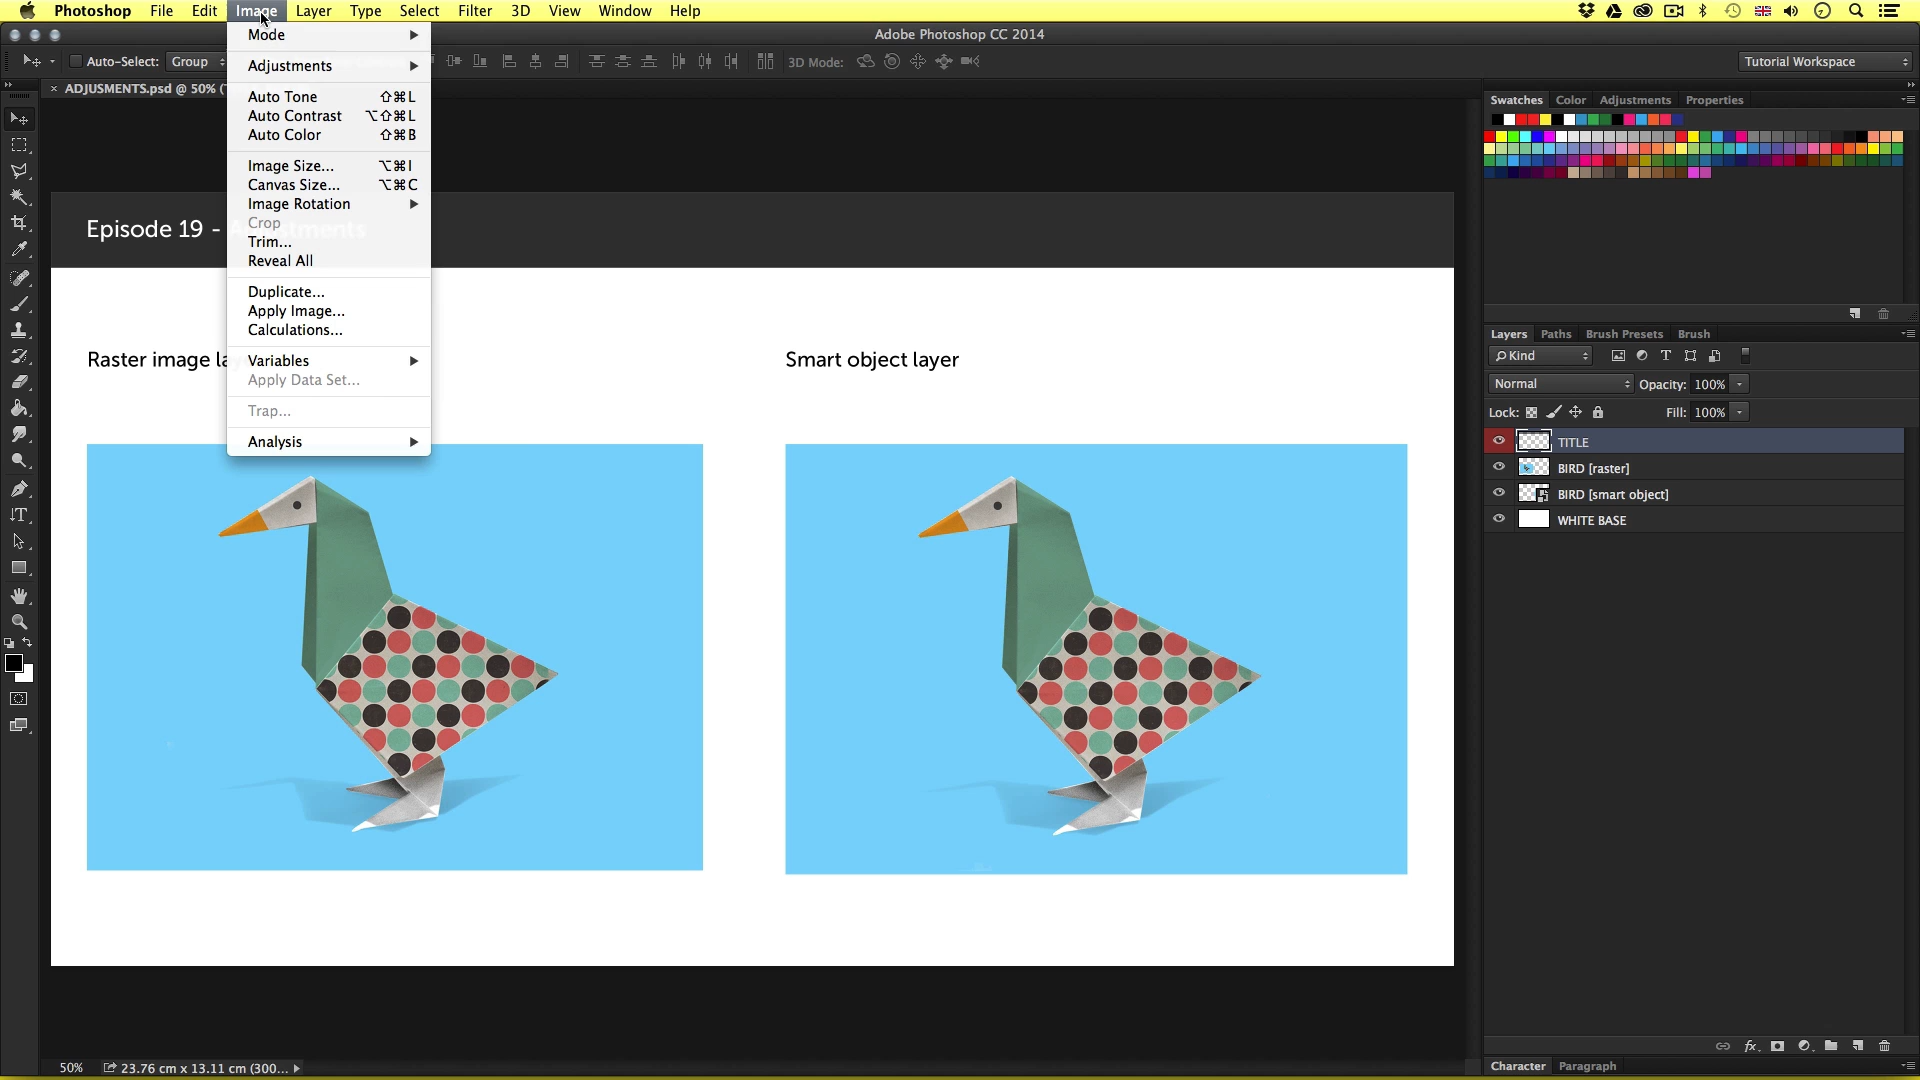 Photoshop File Edit Image Layer Type Select Filter 3D View Window Help
Adobe Photoshop CC 2014
Auto-Select: Group
3D Mode:
Tutorial Workspace
ADJUSMENTS.psd @ 50%
Mode
Adjustments
Auto Tone ⇧⌘L
Auto Contrast ⌥⇧⌘L
Auto Color ⇧⌘B
Image Size... ⌥⌘I
Canvas Size... ⌥⌘C
Image Rotation
Crop
Trim...
Reveal All
Duplicate...
Apply Image...
Calculations...
Variables
Apply Data Set...
Trap...
Analysis
Episode 19 - Adjustments
Raster image la
Smart object layer
Swatches Color Adjustments Properties
Layers Paths Brush Presets Brush
Kind
Normal Opacity: 100%
Lock: Fill: 100%
TITLE
BIRD [raster]
BIRD [smart object]
WHITE BASE
fx
Character Paragraph
50% 23.76 cm x 13.11 cm (300...